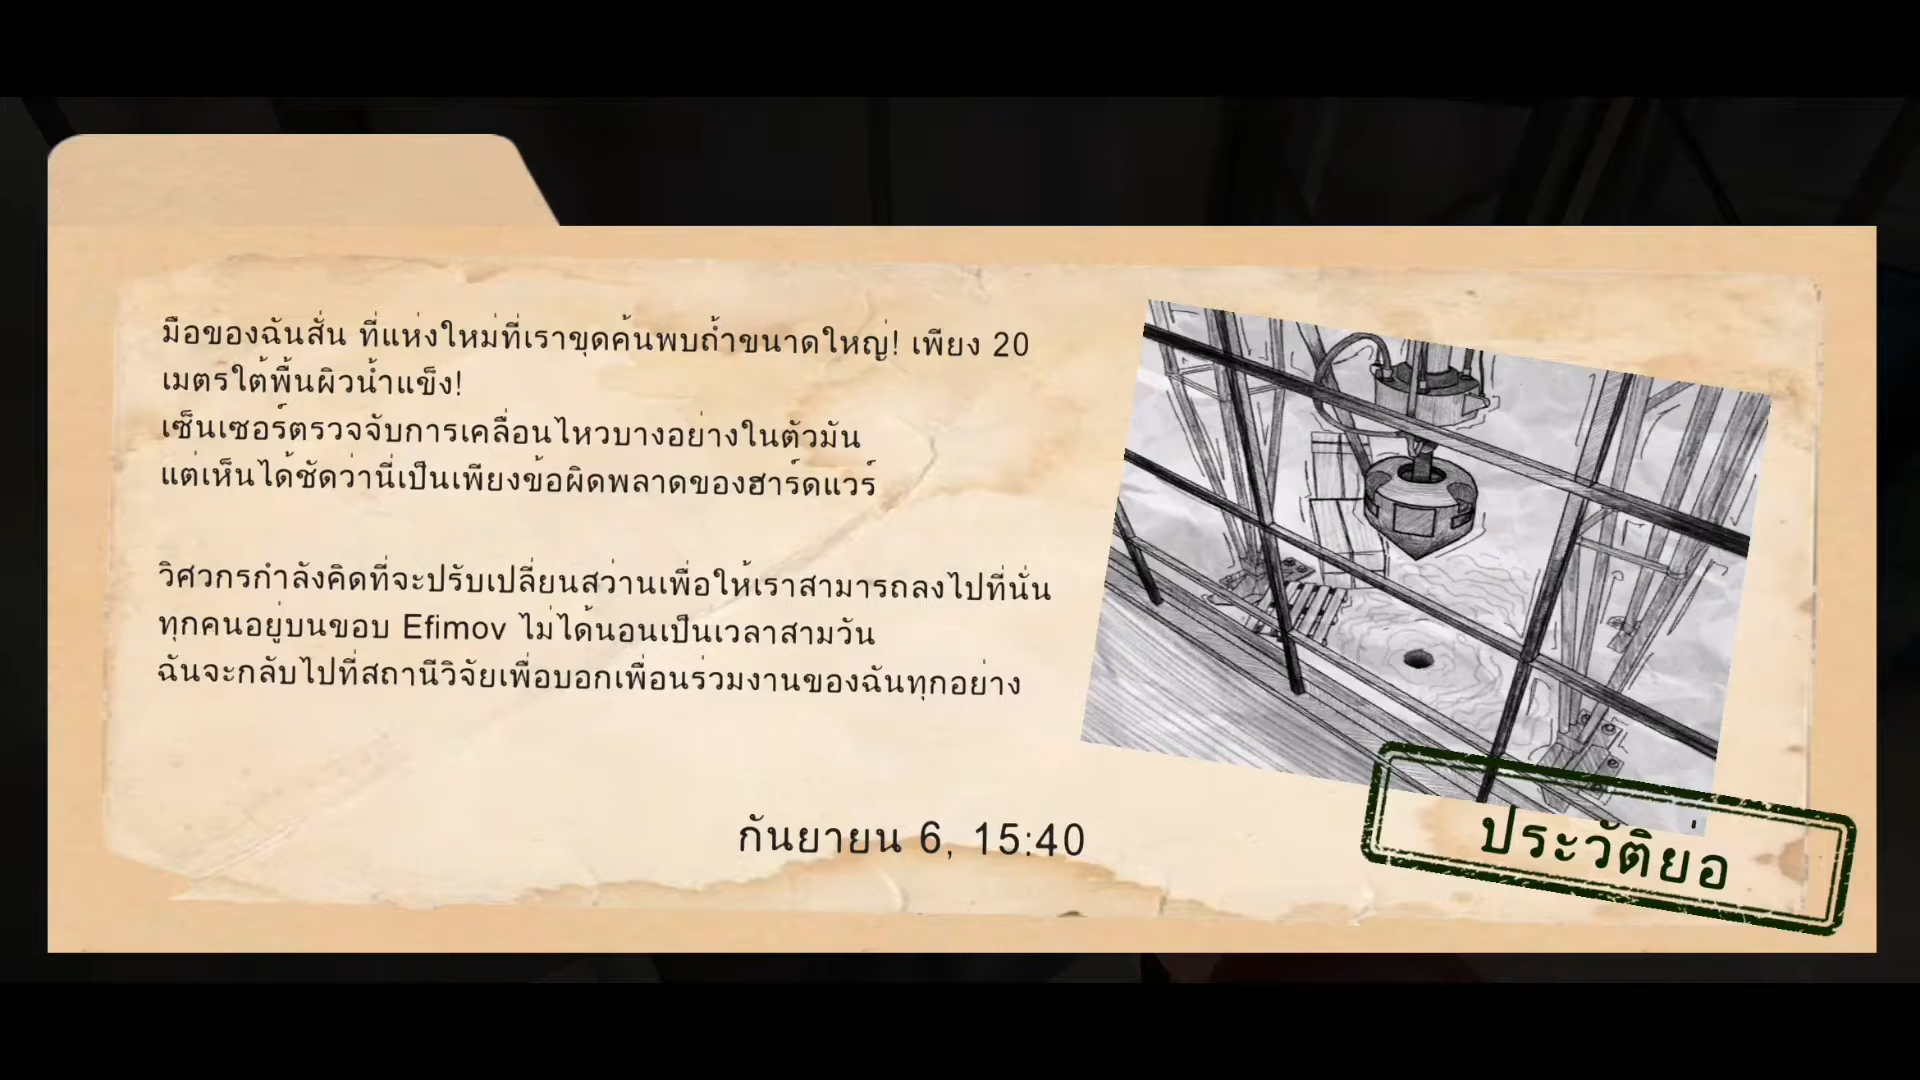 มือของฉันสั่น ที่แห่งใหม่ที่เราขุดค้นพบถ้ำขนาดใหญ่! เพียง 20
เมตรใต้พื้นผิวน้ำแข็ง!
เซ็นเซอร์ตรวจจับการเคลื่อนไหวบางอย่างในตัวมัน
แต่เห็นได้ชัดว่านี่เป็นเพียงข้อผิดพลาดของฮาร์ดแวร์
วิศวกรกำลังคิดที่จะปรับเปลี่ยนสว่านเพื่อให้เราสามารถลงไปที่นั่น
ทุกคนอยู่บนขอบ Efimov ไม่ได้นอนเป็นเวลาสามวัน
ฉันจะกลับไปที่สถานีวิจัยเพื่อบอกเพื่อนร่วมงานของฉันทุกอย่าง
กันยายน 6, 15:40
ประวัติย่อ